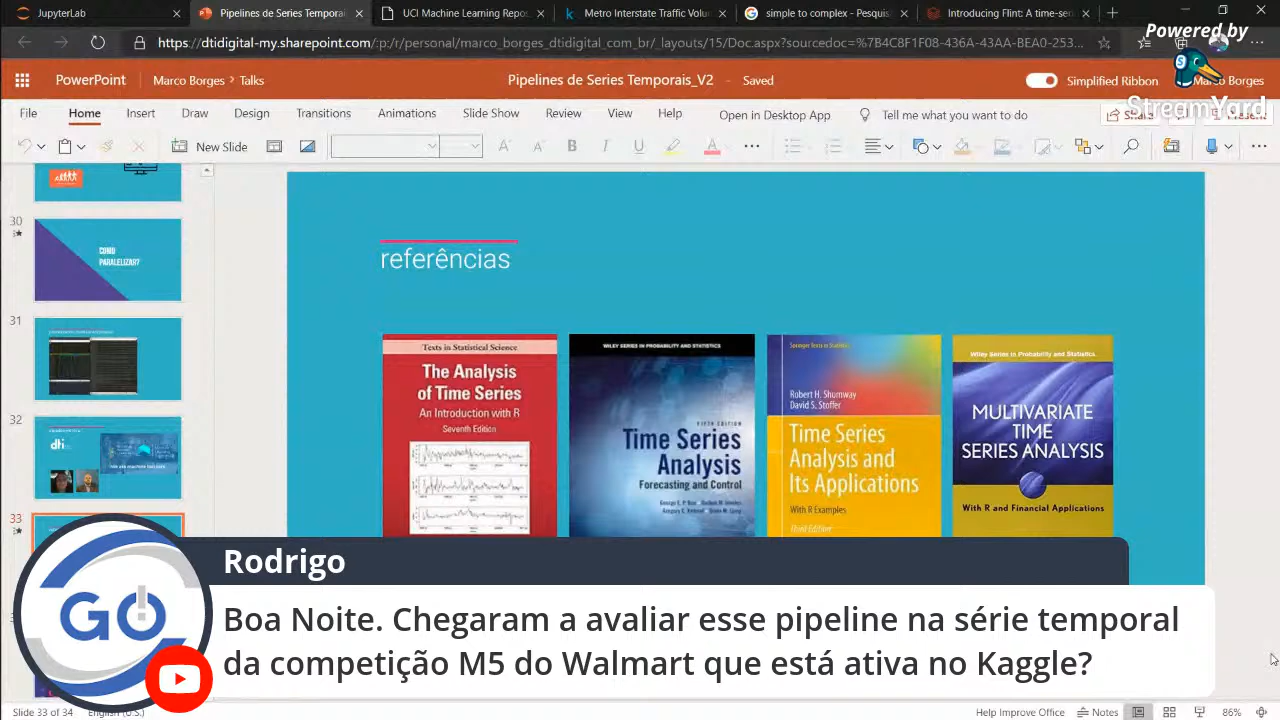 JupyterLab
Pipelines de Series Temporai
UCI Machine Learning Repos
Metro Interstate Traffic Volu
simple to complex - Pesquis
Introducing Flint: A time-ser
Powered by
StreamYard
https://dtidigital-my.sharepoint.com/:p:/r/personal/marco_borges_dtidigital_com_br/_layouts/15/Doc.aspx?sourcedoc=%7B4C8F1F08-436A-43AA-BEA0-253...
PowerPoint
Marco Borges > Talks
Pipelines de Series Temporais_V2 - Saved
Simplified Ribbon
Marco Borges
File Home Insert Draw Design Transitions Animations Slide Show Review View Help Open in Desktop App Tell me what you want to do
Share
Present
New Slide
30
COMO
PARALELIZAR?
31
32
dhi
33
referências
Texts in Statistical Science
The Analysis
of Time Series
An Introduction with R
Seventh Edition
WILEY SERIES IN PROBABILITY AND STATISTICS
FIFTH EDITION
Time Series
Analysis
Forecasting and Control
Springer Texts in Statistics
Robert H. Shumway
David S. Stoffer
Time Series
Analysis and
Its Applications
With R Examples
Third Edition
Wiley Series in Probability and Statistics
MULTIVARIATE
TIME
SERIES ANALYSIS
With R and Financial Applications
GO!
Rodrigo
Boa Noite. Chegaram a avaliar esse pipeline na série temporal
da competição M5 do Walmart que está ativa no Kaggle?
Slide 33 of 34
English (U.S.)
Help Improve Office
Notes
86%